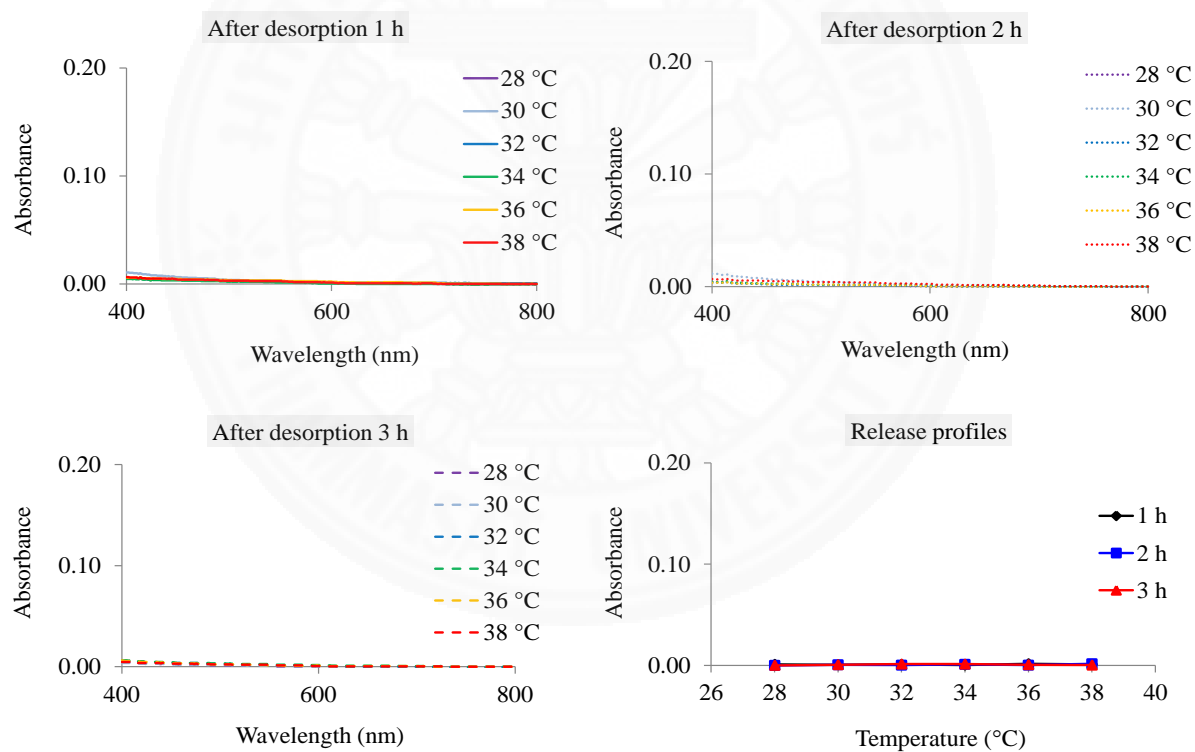 After desorption 1 h
0.20
0.10
0.00
Absorbance
400
600
800
Wavelength (nm)
28 °C
30 °C
32 °C
34 °C
36 °C
38 °C
After desorption 2 h
0.20
0.10
0.00
Absorbance
400
600
800
Wavelength (nm)
28 °C
30 °C
32 °C
34 °C
36 °C
38 °C
After desorption 3 h
0.20
0.10
0.00
Absorbance
400
600
800
Wavelength (nm)
28 °C
30 °C
32 °C
34 °C
36 °C
38 °C
Release profiles
0.20
0.10
0.00
Absorbance
26
28
30
32
34
36
38
40
Temperature (°C)
1 h
2 h
3 h
UNIVERSITY